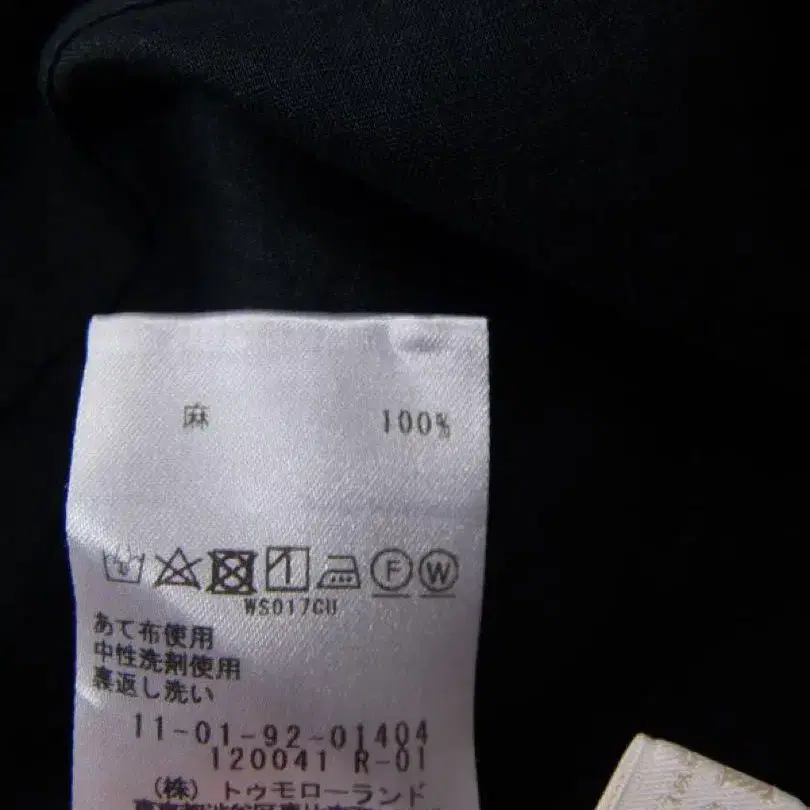 麻 100%
F W
WS017CU
あて布使用
中性洗剤使用
裏返し洗い
11-01-92-01404
120041 R-01
(株) トゥモローランド